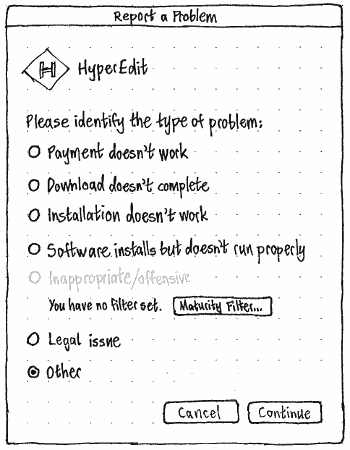 Report a Problem
H HyperEdit
Please identify the type of problem:
Payment doesn't work
Download doesn't complete
Installation doesn't work
Software installs but doesn't run properly
Inappropriate/offensive
You have no filter set. Maturity Filter...
Legal issue
Other
Cancel Continue